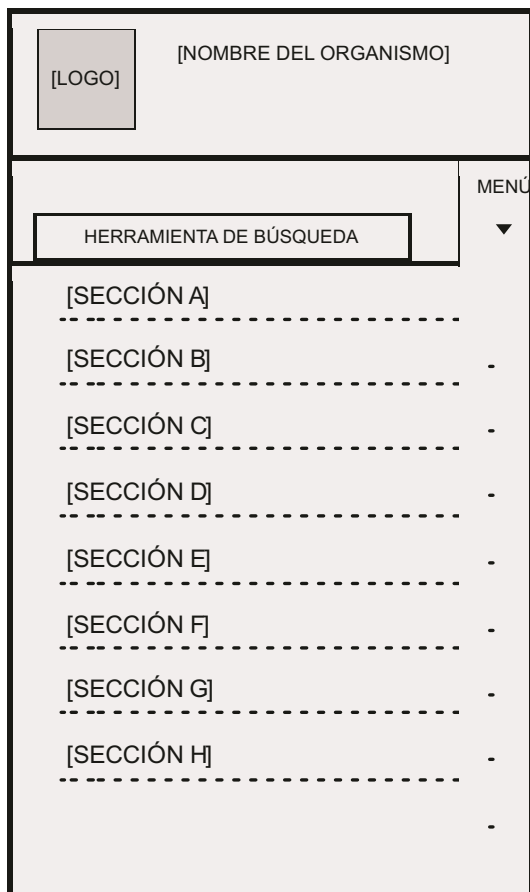 [NOMBRE DEL ORGANISMO]
[LOGO]
MENÚ
HERRAMIENTA DE BÚSQUEDA
[SECCIÓN A]
[SECCIÓN B]
[SECCIÓN C]
[SECCIÓN D]
[SECCIÓN E]
[SECCIÓN F]
[SECCIÓN G]
[SECCIÓN H]